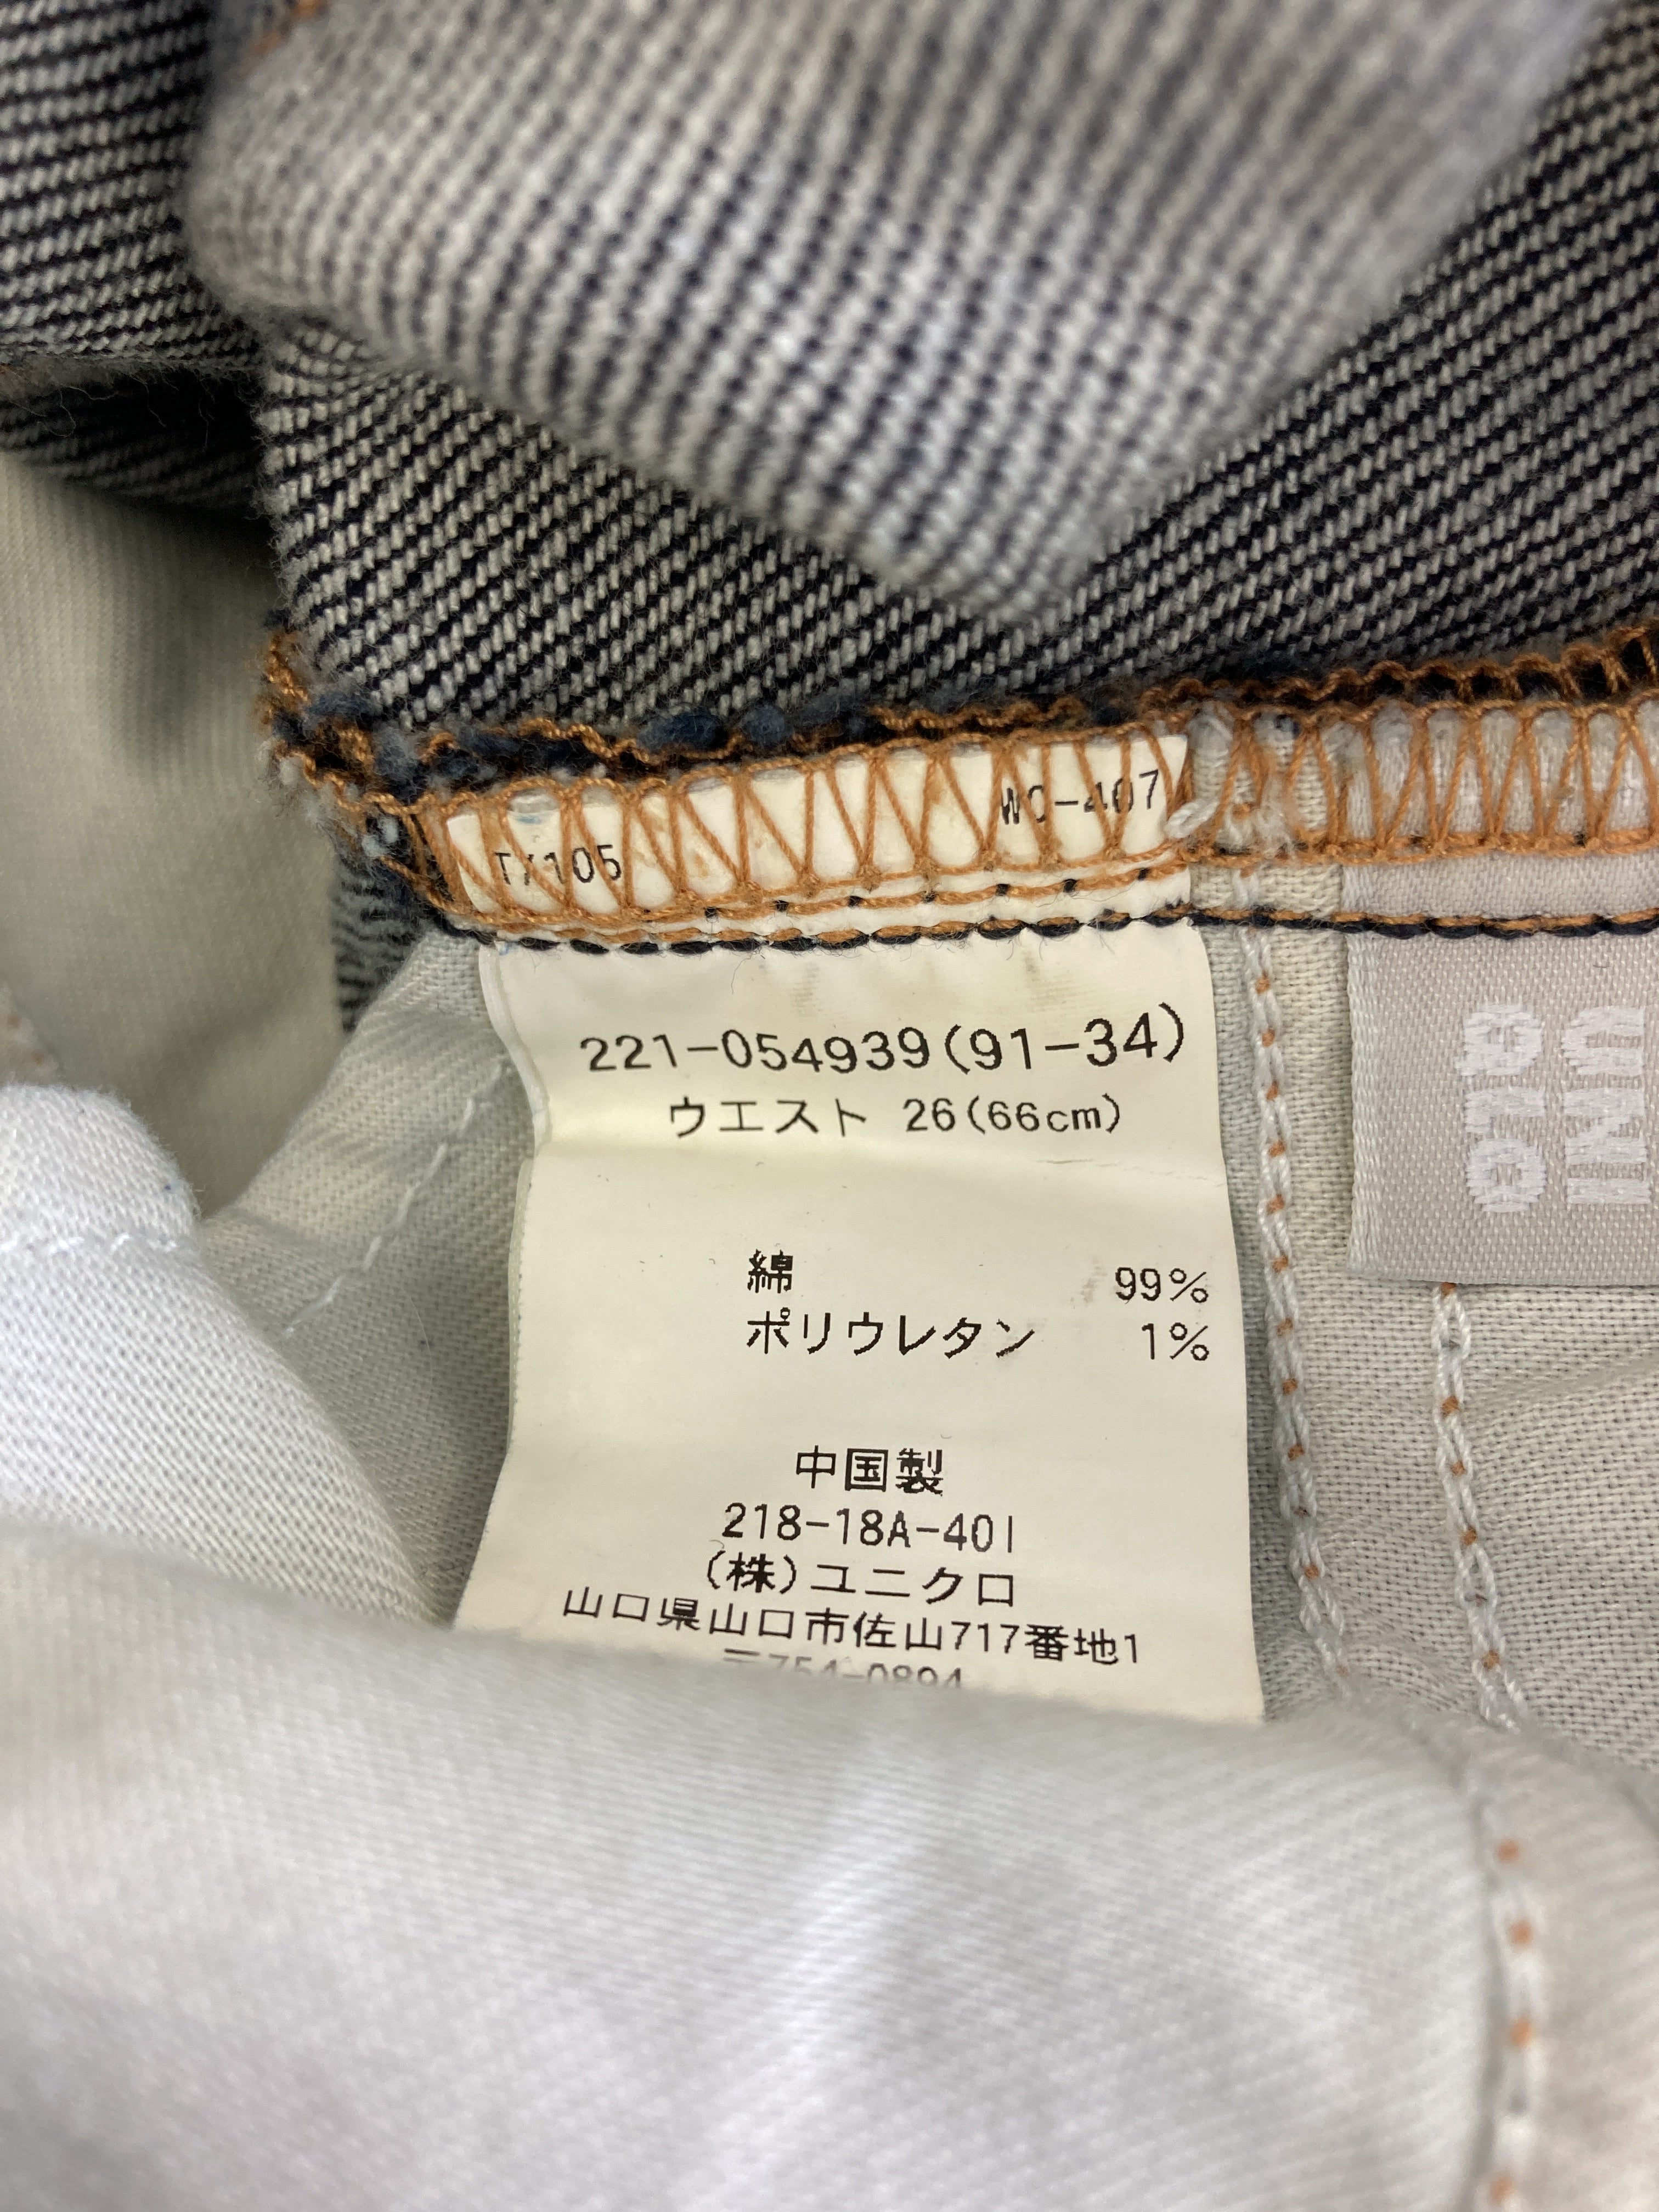 TX105
WC-407
221-054939(91-34)
ウエスト 26(66cm)
綿 99%
ポリウレタン 1%
中国製
218-18A-401
(株)ユニクロ
山口県山口市佐山717番地1
〒754-0894